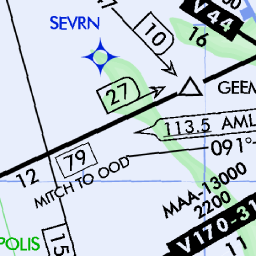 SEVRN
10
V 44
16
27
GEEM
113.5 AML
091°
79
12
MITCH TO OOD
MAA-13000
2200
V170-31
POLIS
15
11